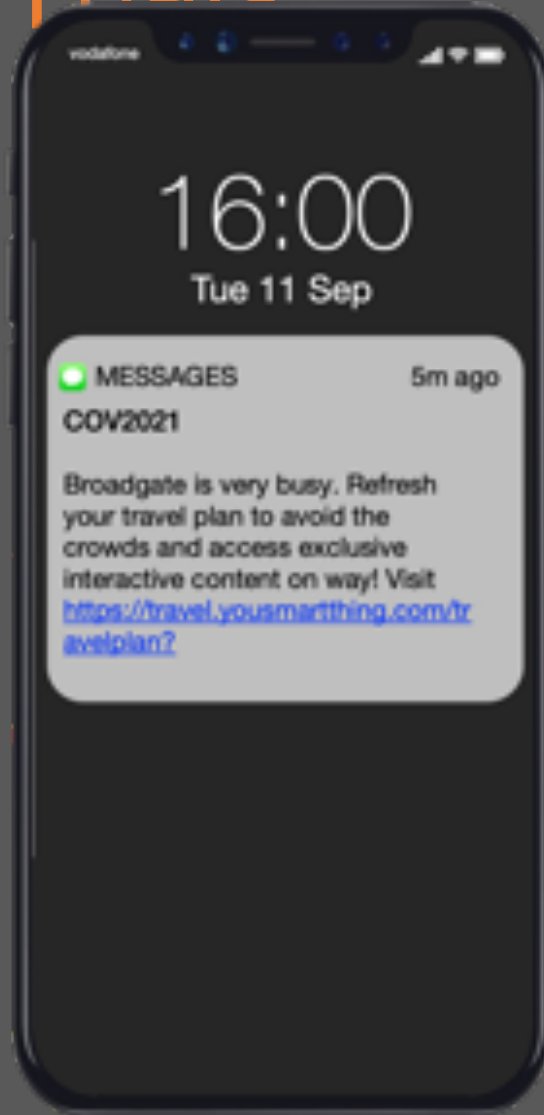 vodafone
16:00
Tue 11 Sep
MESSAGES 5m ago
COV2021
Broadgate is very busy. Refresh
your travel plan to avoid the
crowds and access exclusive
interactive content on way! Visit
https://travel.yousmartthing.com/tr
avelplan?